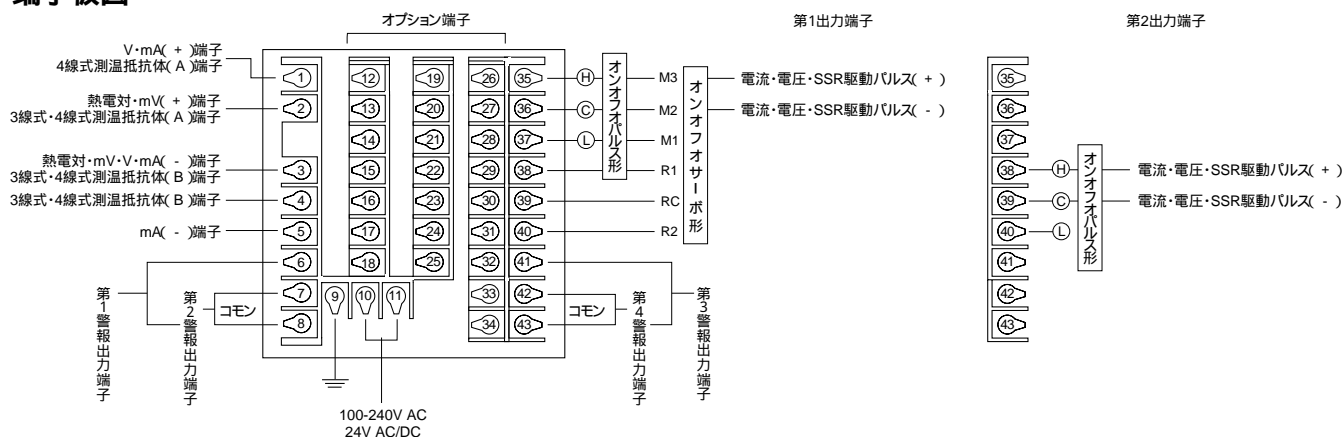 端子板図
オプション端子
第1出力端子
第2出力端子
V・mA( + )端子
4線式測温抵抗体( A )端子
熱電対・mV( + )端子
3線式・4線式測温抵抗体( A )端子
熱電対・mV・V・mA( - )端子
3線式・4線式測温抵抗体( B )端子
3線式・4線式測温抵抗体( B )端子
mA( - )端子
第1警報出力端子
第2警報出力端子
コモン
1
2
3
4
5
6
7
8
9
10
11
12
13
14
15
16
17
18
19
20
21
22
23
24
25
26
27
28
29
30
31
32
33
34
35
36
37
38
39
40
41
42
43
H
C
L
オンオフオパルス形
M3
M2
M1
R1
RC
R2
オンオフオサーボ形
電流・電圧・SSR駆動パルス( + )
電流・電圧・SSR駆動パルス( - )
コモン
第4警報出力端子
第3警報出力端子
100-240V AC
24V AC/DC
35
36
37
38
39
40
41
42
43
H
C
L
オンオフオパルス形
電流・電圧・SSR駆動パルス( + )
電流・電圧・SSR駆動パルス( - )